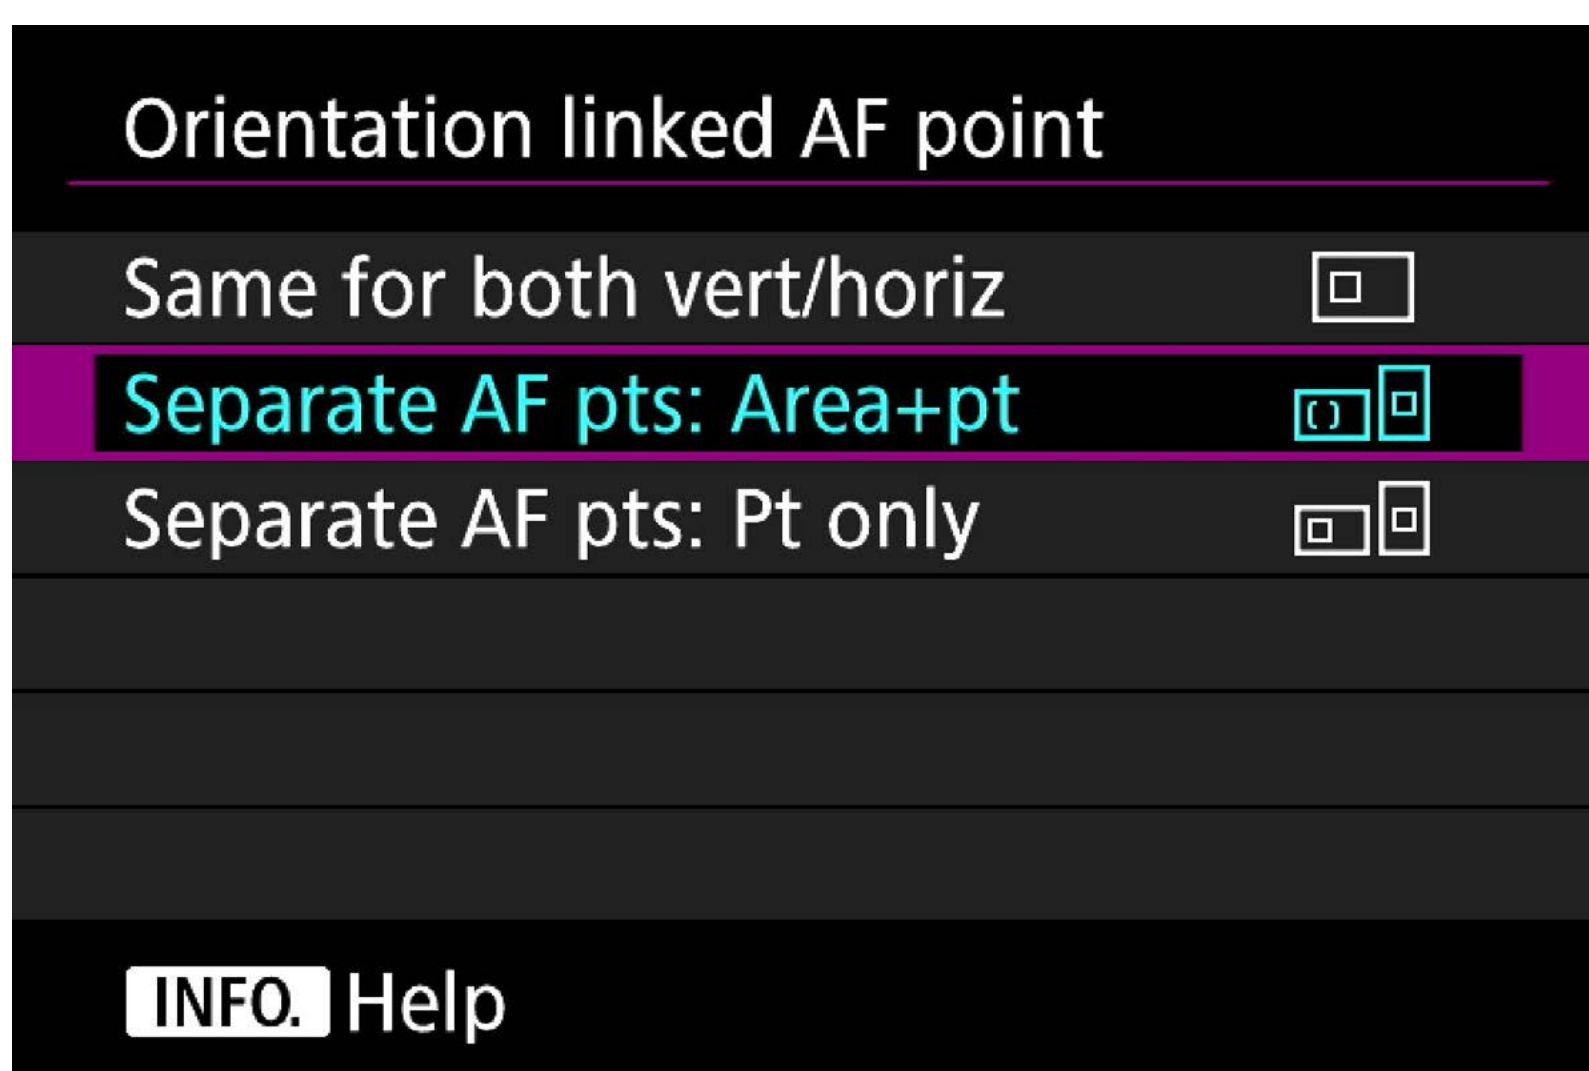 Orientation linked AF point
Same for both vert/horiz
Separate AF pts: Area+pt
Separate AF pts: Pt only
INFO. Help